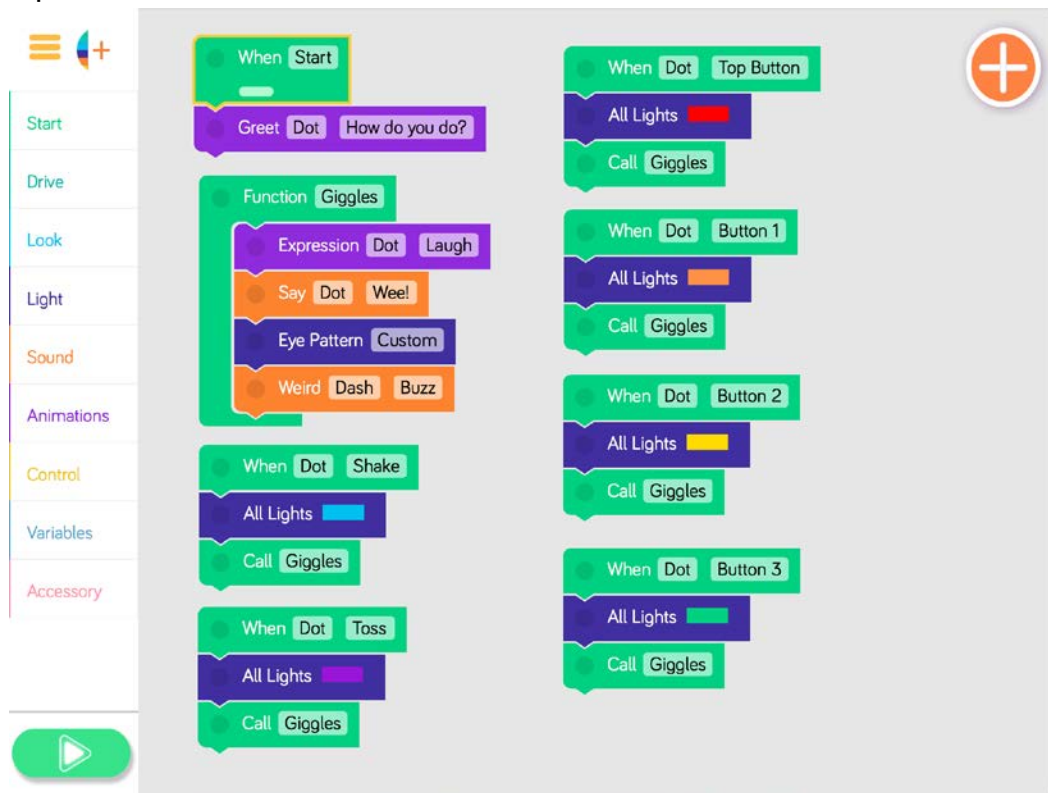 Start
Drive
Look
Light
Sound
Animations
Control
Variables
Accessory
When Start
Greet Dot How do you do?
Function Giggles
Expression Dot Laugh
Say Dot Wee!
Eye Pattern Custom
Weird Dash Buzz
When Dot Shake
All Lights
Call Giggles
When Dot Toss
All Lights
Call Giggles
When Dot Top Button
All Lights
Call Giggles
When Dot Button 1
All Lights
Call Giggles
When Dot Button 2
All Lights
Call Giggles
When Dot Button 3
All Lights
Call Giggles